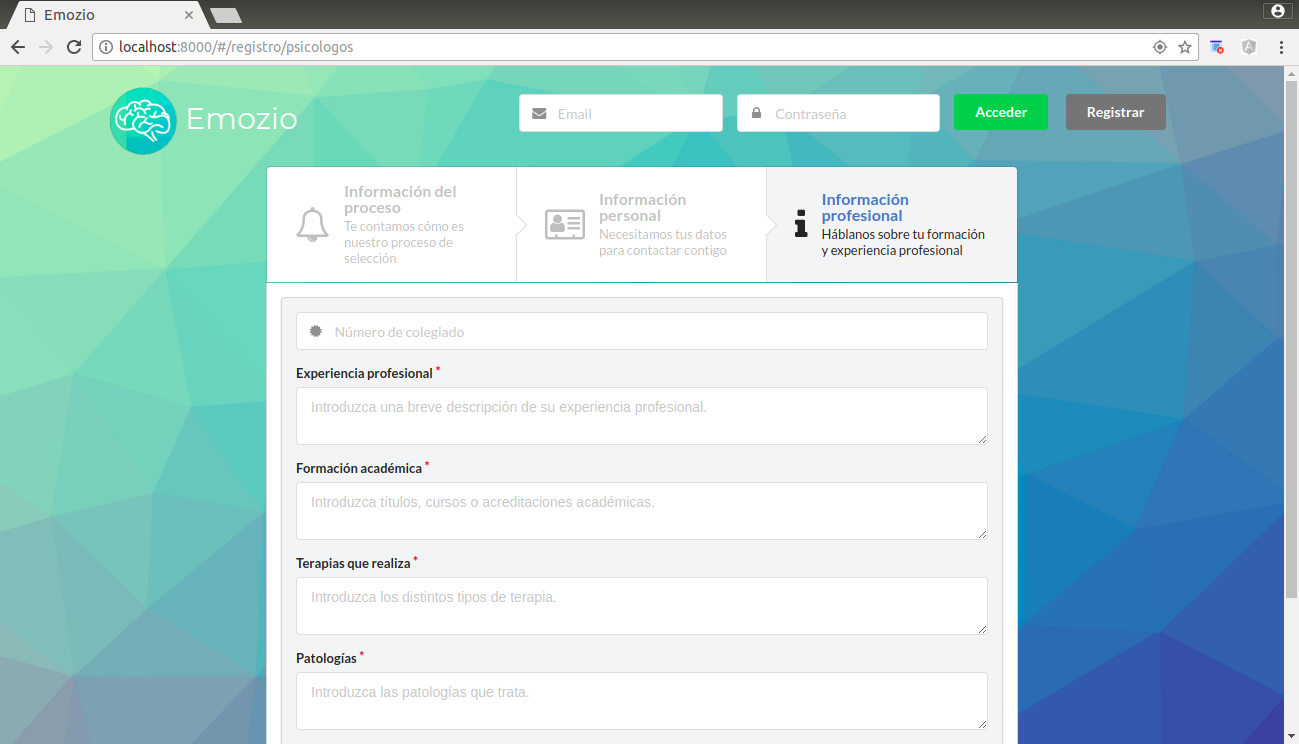 Emozio
localhost:8000/#/registro/psicologos
Emozio
Email
Contraseña
Acceder
Registrar
Información del
proceso
Te contamos cómo es
nuestro proceso de
selección
Información
personal
Necesitamos tus datos
para contactar contigo
Información
profesional
Háblanos sobre tu formación
y experiencia profesional
Número de colegiado
Experiencia profesional *
Introduzca una breve descripción de su experiencia profesional.
Formación académica *
Introduzca títulos, cursos o acreditaciones académicas.
Terapias que realiza *
Introduzca los distintos tipos de terapia.
Patologías *
Introduzca las patologías que trata.